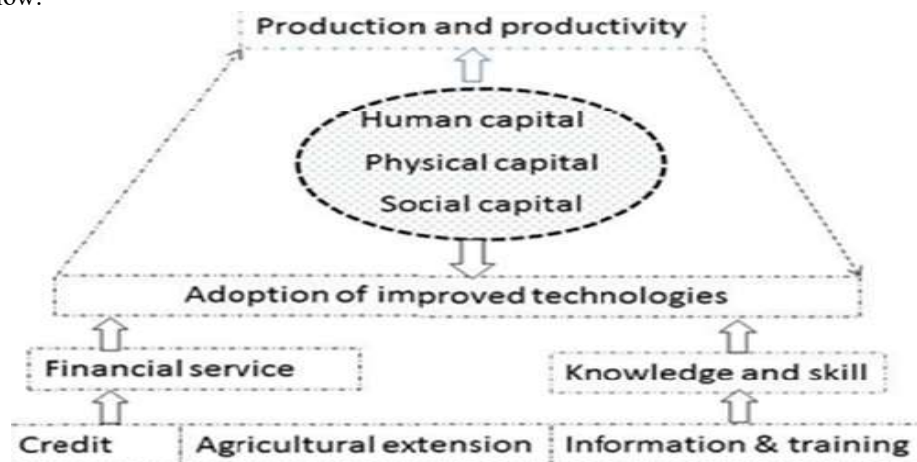 Production and productivity
Human capital
Physical capital
Social capital
Adoption of improved technologies
Financial service
Knowledge and skill
Credit
Agricultural extension
Information & training